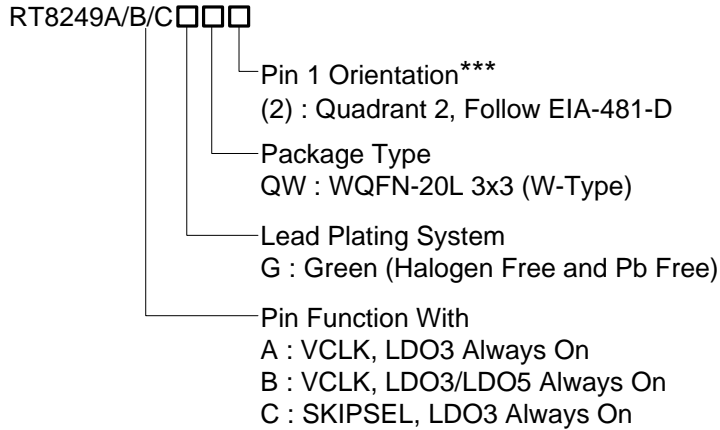 RT8249A/B/C□□□
Pin 1 Orientation***
(2) : Quadrant 2, Follow EIA-481-D
Package Type
QW : WQFN-20L 3x3 (W-Type)
Lead Plating System
G : Green (Halogen Free and Pb Free)
Pin Function With
A : VCLK, LDO3 Always On
B : VCLK, LDO3/LDO5 Always On
C : SKIPSEL, LDO3 Always On